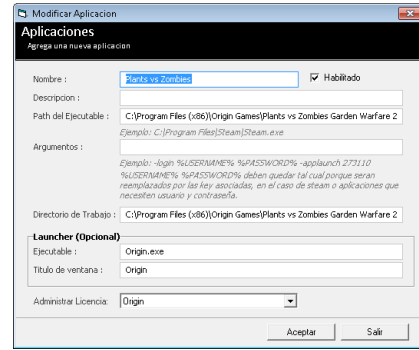 Modificar Aplicacion
Aplicaciones
Agrega una nueva aplicacion
Nombre : Plants vs Zombies Habilitado
Descripcion :
Path del Ejecutable : C:\Program Files (x86)\Origin Games\Plants vs Zombies Garden Warfare 2
Ejemplo: C:\Program Files\Steam\Steam.exe
Argumentos :
Ejemplo: -login %USERNAME% %PASSWORD% -applaunch 273110
%USERNAME% %PASSWORD% deben quedar tal cual porque seran
reemplazados por las key asociadas, en el caso de steam o aplicaciones que
necesiten usuario y contraseña.
Directorio de Trabajo : C:\Program Files (x86)\Origin Games\Plants vs Zombies Garden Warfare 2
Launcher (Opcional)
Ejecutable : Origin.exe
Titulo de ventana : Origin
Administrar Licencia: Origin
Aceptar Salir